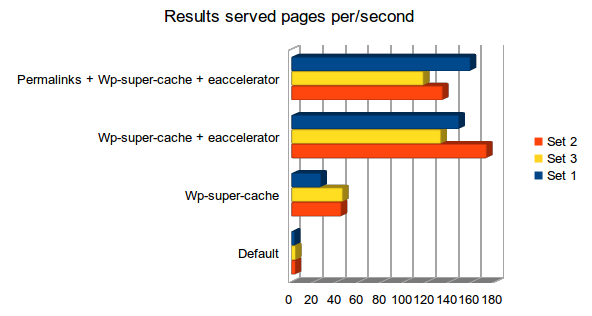 Results served pages per/second
Permalinks + Wp-super-cache + eaccelerator
Wp-super-cache + eaccelerator
Wp-super-cache
Default
Set 2
Set 3
Set 1
0 20 40 60 80 100 120 140 160 180